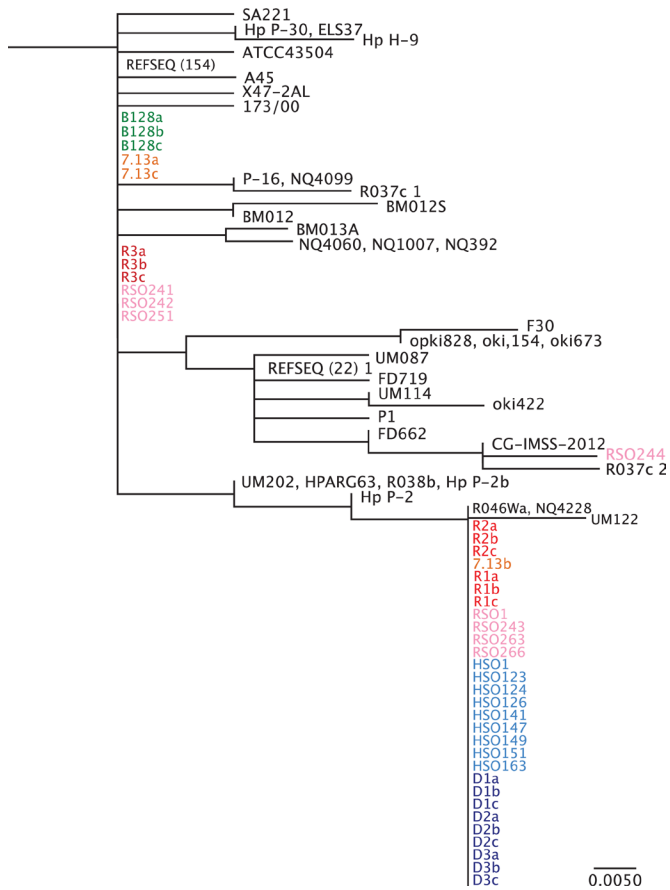 SA221
Hp P-30, ELS37
Hp H-9
ATCC43504
REFSEQ (154)
A45
X47-2AL
173/00
B128a
B128b
B128c
7.13a
7.13c
P-16, NQ4099
R037c 1
BM012S
BM012
BM013A
NQ4060, NQ1007, NQ392
R3a
R3b
R3c
RSO241
RSO242
RSO251
F30
opki828, oki,154, oki673
UM087
REFSEQ (22) 1
FD719
UM114
oki422
P1
FD662
CG-IMSS-2012
RSO244
R037c 2
UM202, HPARG63, R038b, Hp P-2b
Hp P-2
R046Wa, NQ4228
UM122
R2a
R2b
R2c
7.13b
R1a
R1b
R1c
RSO1
RSO243
RSO263
RSO266
HSO1
HSO123
HSO124
HSO126
HSO141
HSO147
HSO149
HSO151
HSO163
D1a
D1b
D1c
D2a
D2b
D2c
D3a
D3b
D3c
0.0050